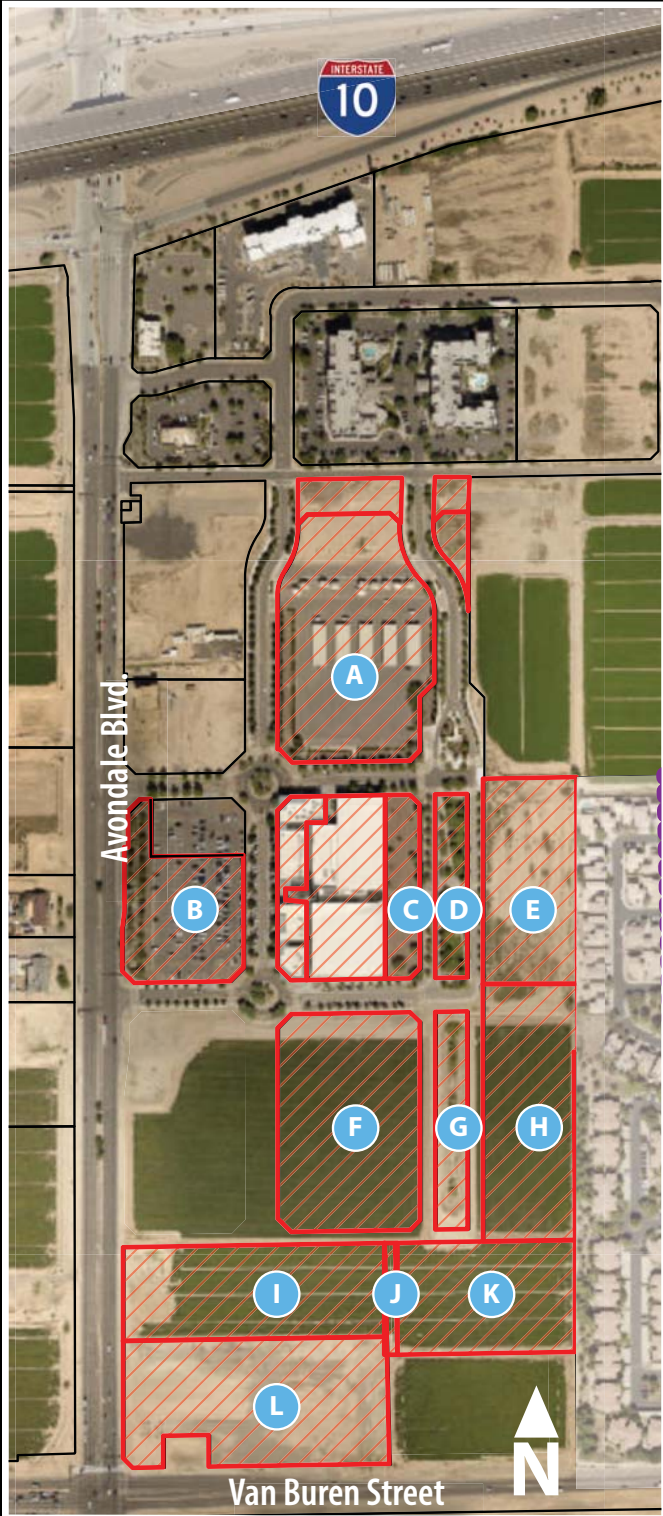 INTERSTATE
10
A
Avondale Blvd.
B
C
D
E
F
G
H
I
J
K
L
N
Van Buren Street